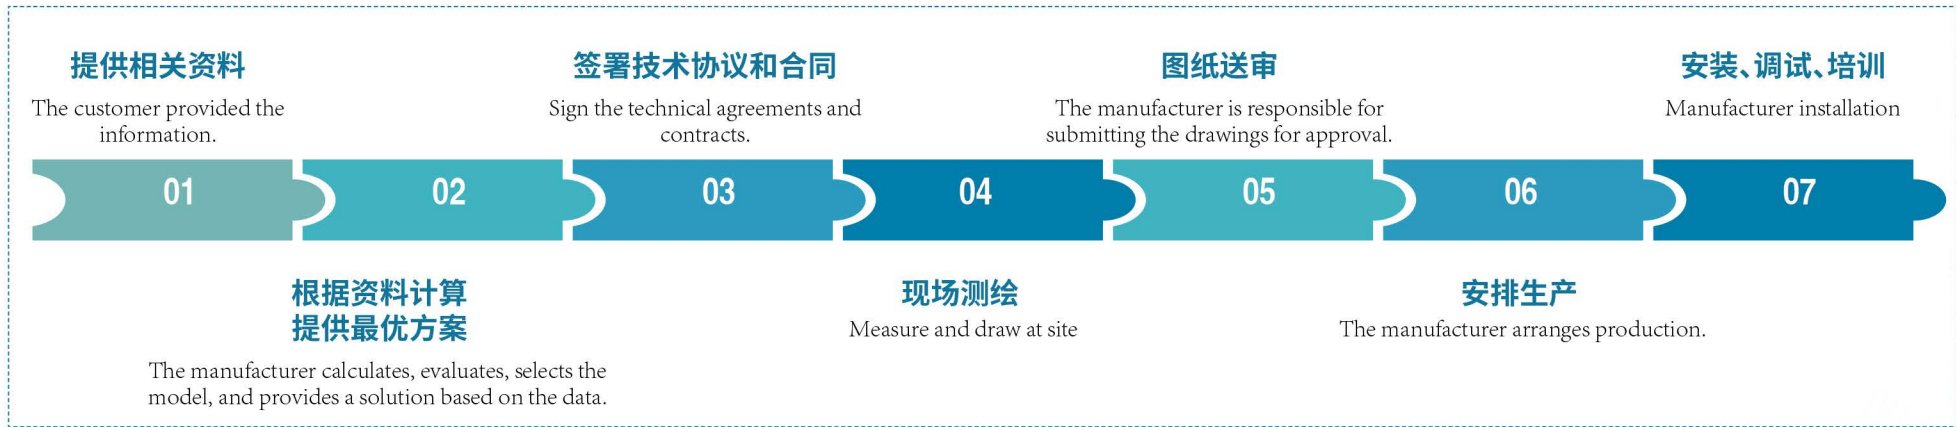 提供相关资料
The customer provided the
information.
01
根据资料计算
提供最优方案
The manufacturer calculates, evaluates, selects the
model, and provides a solution based on the data.
02
签署技术协议和合同
Sign the technical agreements and
contracts.
03
现场测绘
Measure and draw at site
04
图纸送审
The manufacturer is responsible for
submitting the drawings for approval.
05
安排生产
The manufacturer arranges production.
06
安装、调试、培训
Manufacturer installation
07